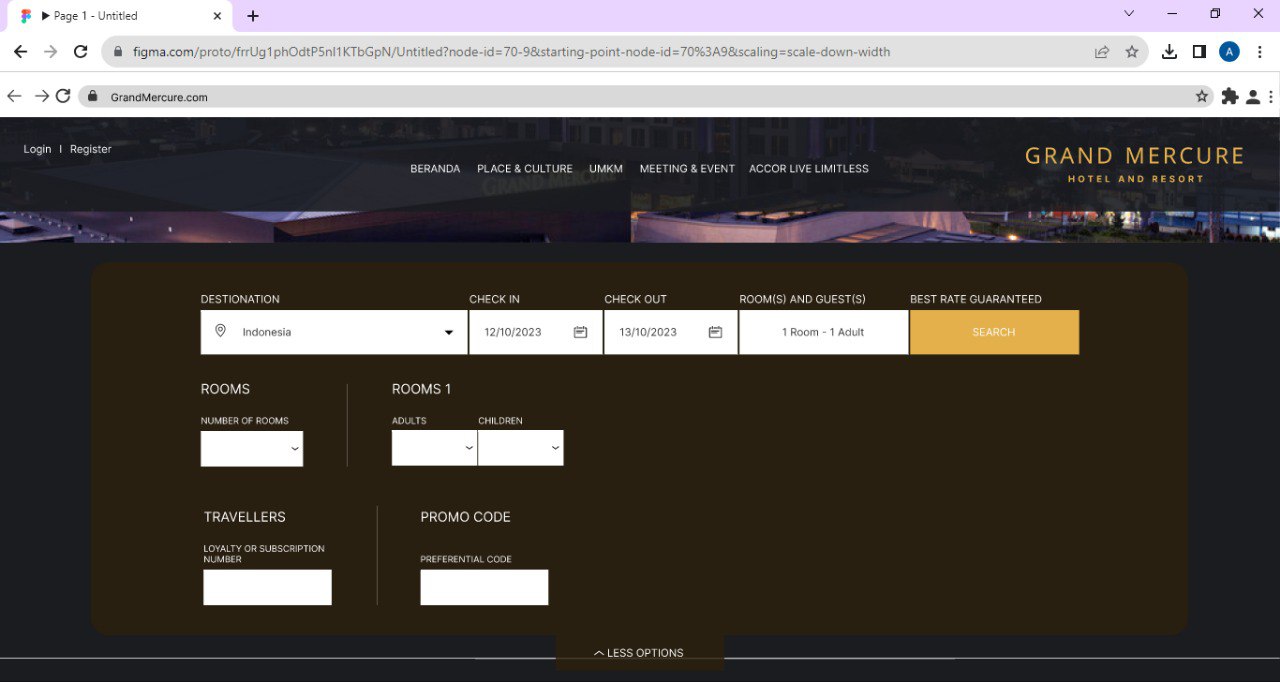 Page 1 - Untitled
figma.com/proto/frrUg1phOdtP5nI1KTbGpN/Untitled?node-id=70-9&starting-point-node-id=70%3A9&scaling=scale-down-width
A
GrandMercure.com
Login | Register
BERANDA PLACE & CULTURE UMKM MEETING & EVENT ACCOR LIVE LIMITLESS
GRAND MERCURE
HOTEL AND RESORT
DESTIONATION CHECK IN CHECK OUT ROOM(S) AND GUEST(S) BEST RATE GUARANTEED
Indonesia 12/10/2023 13/10/2023 1 Room - 1 Adult SEARCH
ROOMS ROOMS 1
NUMBER OF ROOMS ADULTS CHILDREN
TRAVELLERS PROMO CODE
LOYALTY OR SUBSCRIPTION
NUMBER PREFERENTIAL CODE
LESS OPTIONS